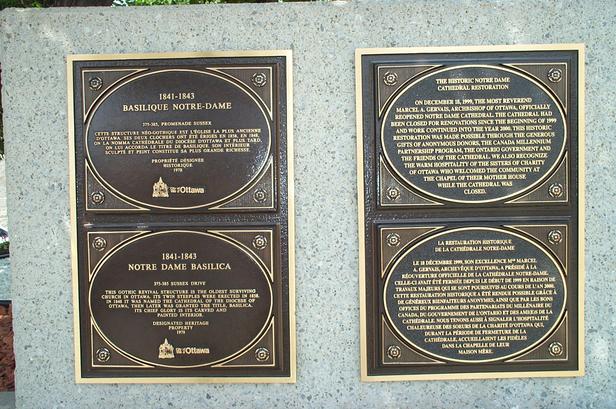 1841-1843
BASILIQUE NOTRE-DAME
375-385, PROMENADE SUSSEX
CETTE STRUCTURE NÉO-GOTHIQUE EST L'ÉGLISE LA PLUS ANCIENNE
D'OTTAWA. SES DEUX CLOCHERS ONT ÉTÉ ÉRIGÉS EN 1858. EN 1848,
ON LA NOMMA CATHÉDRALE DU DIOCÈSE D'OTTAWA ET PLUS TARD,
ON LUI ACCORDA LE TITRE DE BASILIQUE. SON INTÉRIEUR
SCULPTÉ ET PEINT CONSTITUE SA PLUS GRANDE RICHESSE.
PROPRIÉTÉ DÉSIGNÉE
HISTORIQUE
1978
Ottawa
1841-1843
NOTRE DAME BASILICA
375-385 SUSSEX DRIVE
THIS GOTHIC REVIVAL STRUCTURE IS THE OLDEST SURVIVING
CHURCH IN OTTAWA. ITS TWIN STEEPLES WERE ERECTED IN 1858.
IN 1848 IT WAS NAMED THE CATHEDRAL OF THE DIOCESE OF
OTTAWA AND LATER WAS GRANTED THE TITLE, BASILICA.
ITS CHIEF GLORY IS ITS CARVED AND
PAINTED INTERIOR.
DESIGNATED HERITAGE
PROPERTY
1978
Ottawa
THE HISTORIC NOTRE DAME
CATHEDRAL RESTORATION
ON DECEMBER 18, 1999, THE MOST REVEREND
MARCEL A. GERVAIS, ARCHBISHOP OF OTTAWA, OFFICIALLY
REOPENED NOTRE DAME CATHEDRAL. THE CATHEDRAL HAD
BEEN CLOSED FOR RENOVATIONS SINCE THE BEGINNING OF 1999
AND WORK CONTINUED INTO THE YEAR 2000. THIS HISTORIC
RESTORATION WAS MADE POSSIBLE THROUGH THE GENEROUS
GIFTS OF ANONYMOUS DONORS, THE CANADA MILLENNIUM
PARTNERSHIP PROGRAM, THE ONTARIO GOVERNMENT AND
THE FRIENDS OF THE CATHEDRAL. WE ALSO RECOGNIZE
THE WARM HOSPITALITY OF THE SISTERS OF CHARITY
OF OTTAWA WHO WELCOMED THE COMMUNITY AT
THE CHAPEL OF THEIR MOTHER HOUSE
WHILE THE CATHEDRAL WAS
CLOSED.
LA RESTAURATION HISTORIQUE
DE LA CATHÉDRALE NOTRE-DAME
LE 18 DÉCEMBRE 1999, SON EXCELLENCE MGR MARCEL
A. GERVAIS, ARCHEVÊQUE D'OTTAWA, A PRÉSIDÉ À LA
RÉOUVERTURE OFFICIELLE DE LA CATHÉDRALE NOTRE-DAME.
CELLE-CI AVAIT ÉTÉ FERMÉE DEPUIS LE DÉBUT DE 1999 EN RAISON DE
TRAVAUX MAJEURS QUI SE SONT POURSUIVIS AU COURS DE L'AN 2000.
CETTE RESTAURATION HISTORIQUE A ÉTÉ RENDUE POSSIBLE GRÂCE À
DE GÉNÉREUX BIENFAITEURS ANONYMES, AINSI QUE PAR LES BONS
OFFICES DU PROGRAMME DES PARTENARIATS DU MILLÉNAIRE DU
CANADA, DU GOUVERNEMENT DE L'ONTARIO ET DES AMIES DE LA
CATHÉDRALE. NOUS TENONS AUSSI À SIGNALER L'HOSPITALITÉ
CHALEUREUSE DES SOEURS DE LA CHARITÉ D'OTTAWA QUI,
DURANT LA PÉRIODE DE FERMETURE DE LA
CATHÉDRALE, ACCUEILLAIENT LES FIDÈLES
DANS LA CHAPELLE DE LEUR
MAISON MÈRE.